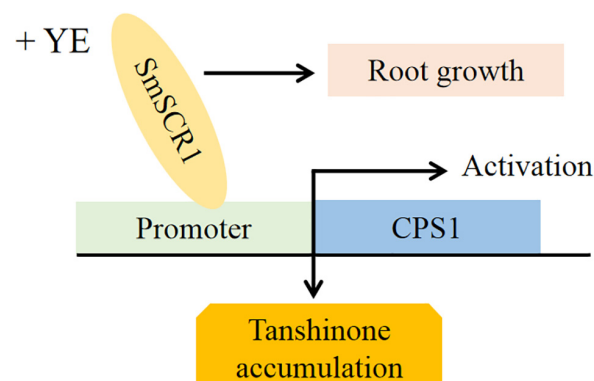 + YE
SmSCR1
Root growth
Activation
Promoter
CPS1
Tanshinone
accumulation